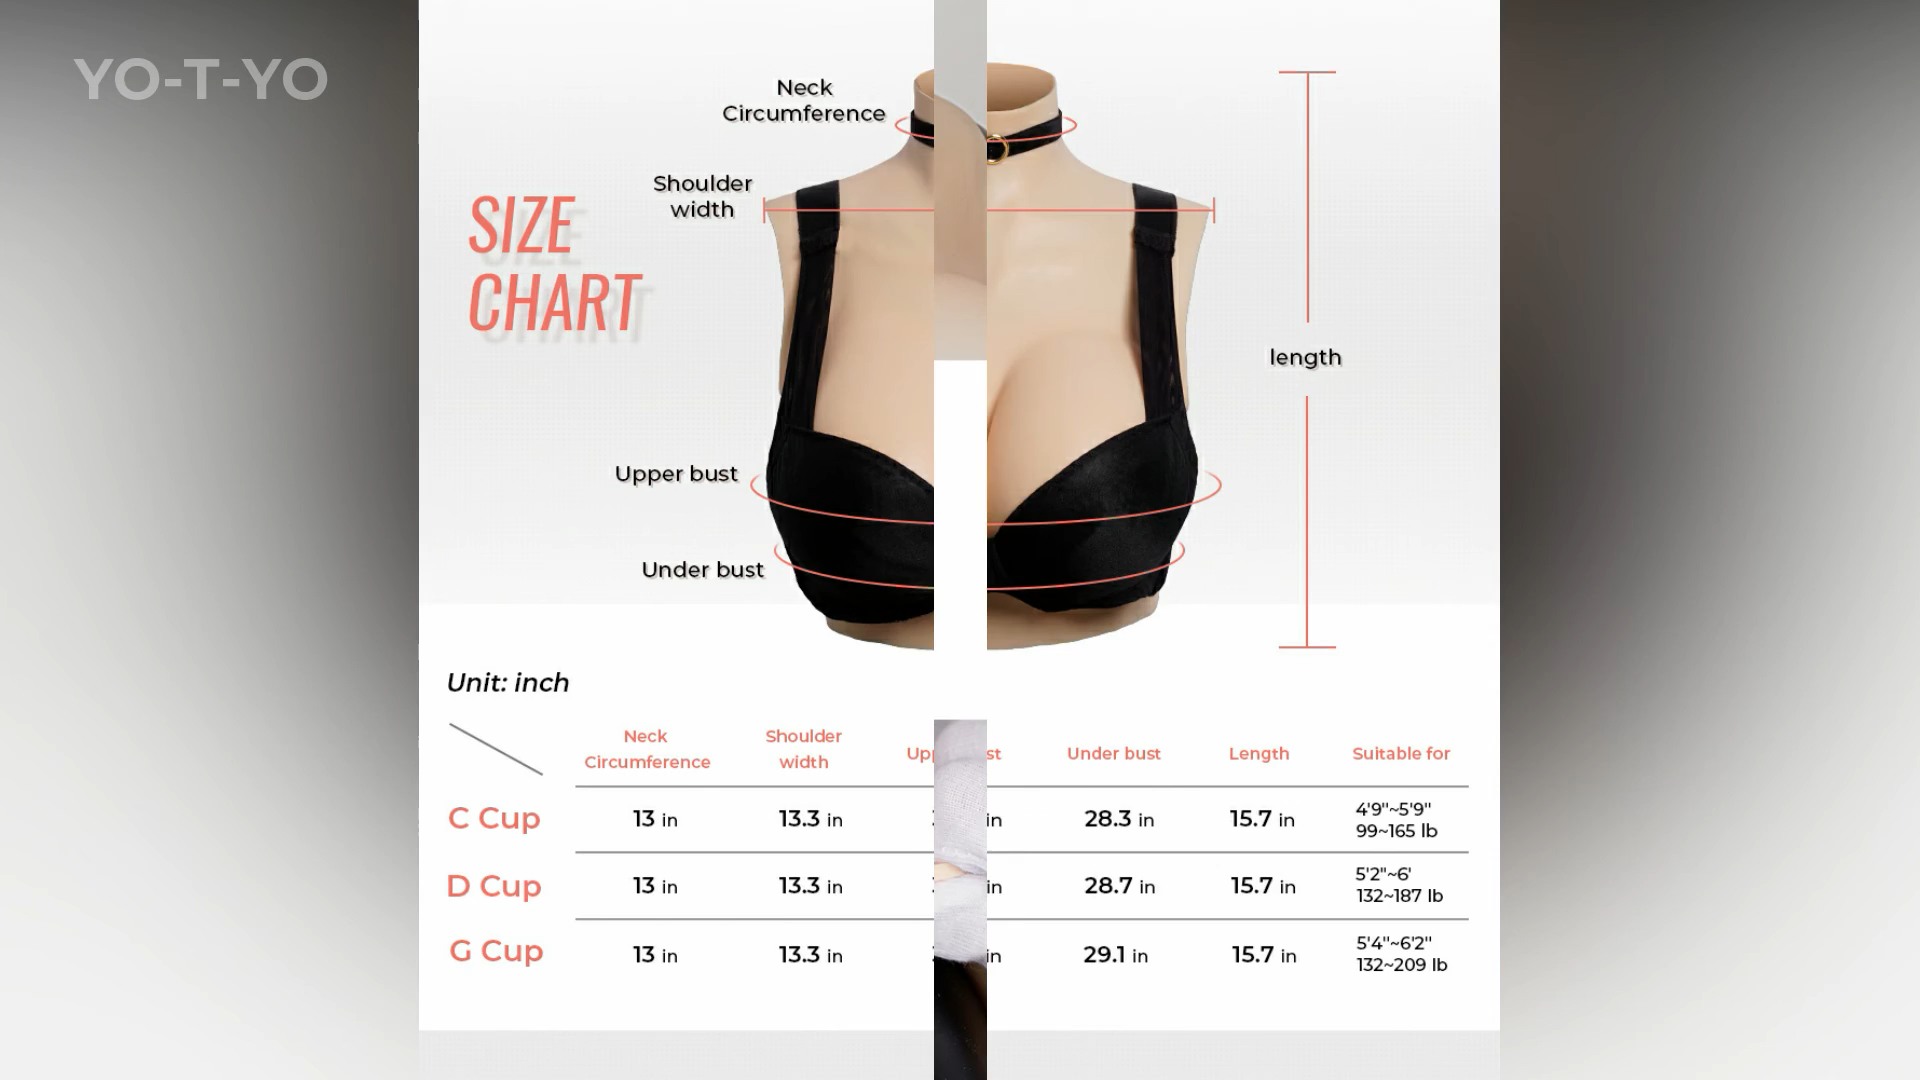 YO-T-YO
Neck
Circumference
Shoulder
width
SIZE
CHART
length
Upper bust
Under bust
Unit: inch
Neck Circumference
Shoulder width
Under bust
Length
Suitable for
C Cup 13 in 13.3 in in 28.3 in 15.7 in 4'9"~5'9"
99~165 lb
D Cup 13 in 13.3 in in 28.7 in 15.7 in 5'2"~6'
132~187 lb
G Cup 13 in 13.3 in in 29.1 in 15.7 in 5'4"~6'2"
132~209 lb